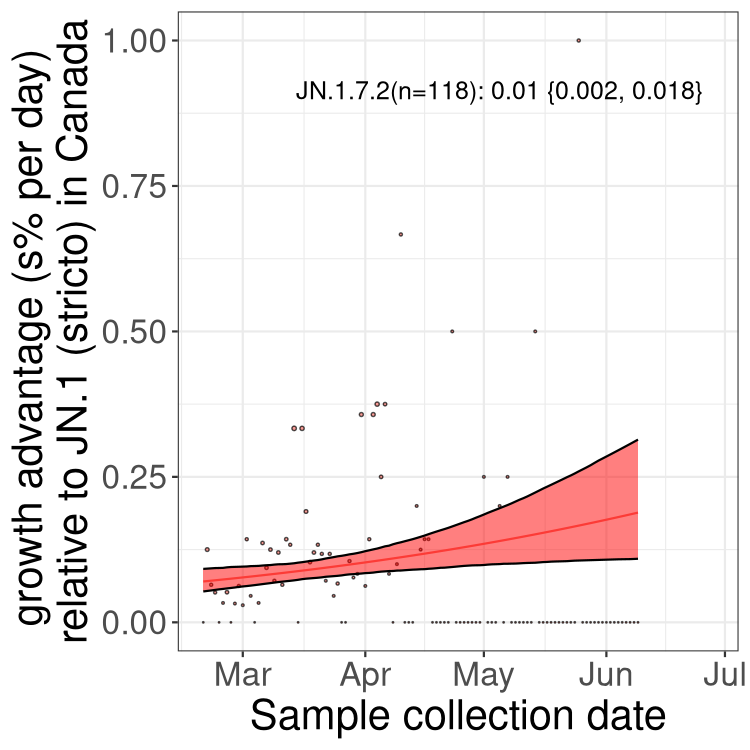 growth advantage (s% per day)
relative to JN.1 (stricto) in Canada
1.00
0.75
0.50
0.25
0.00
JN.1.7.2(n=118): 0.01 {0.002, 0.018}
Mar Apr May Jun Jul
Sample collection date